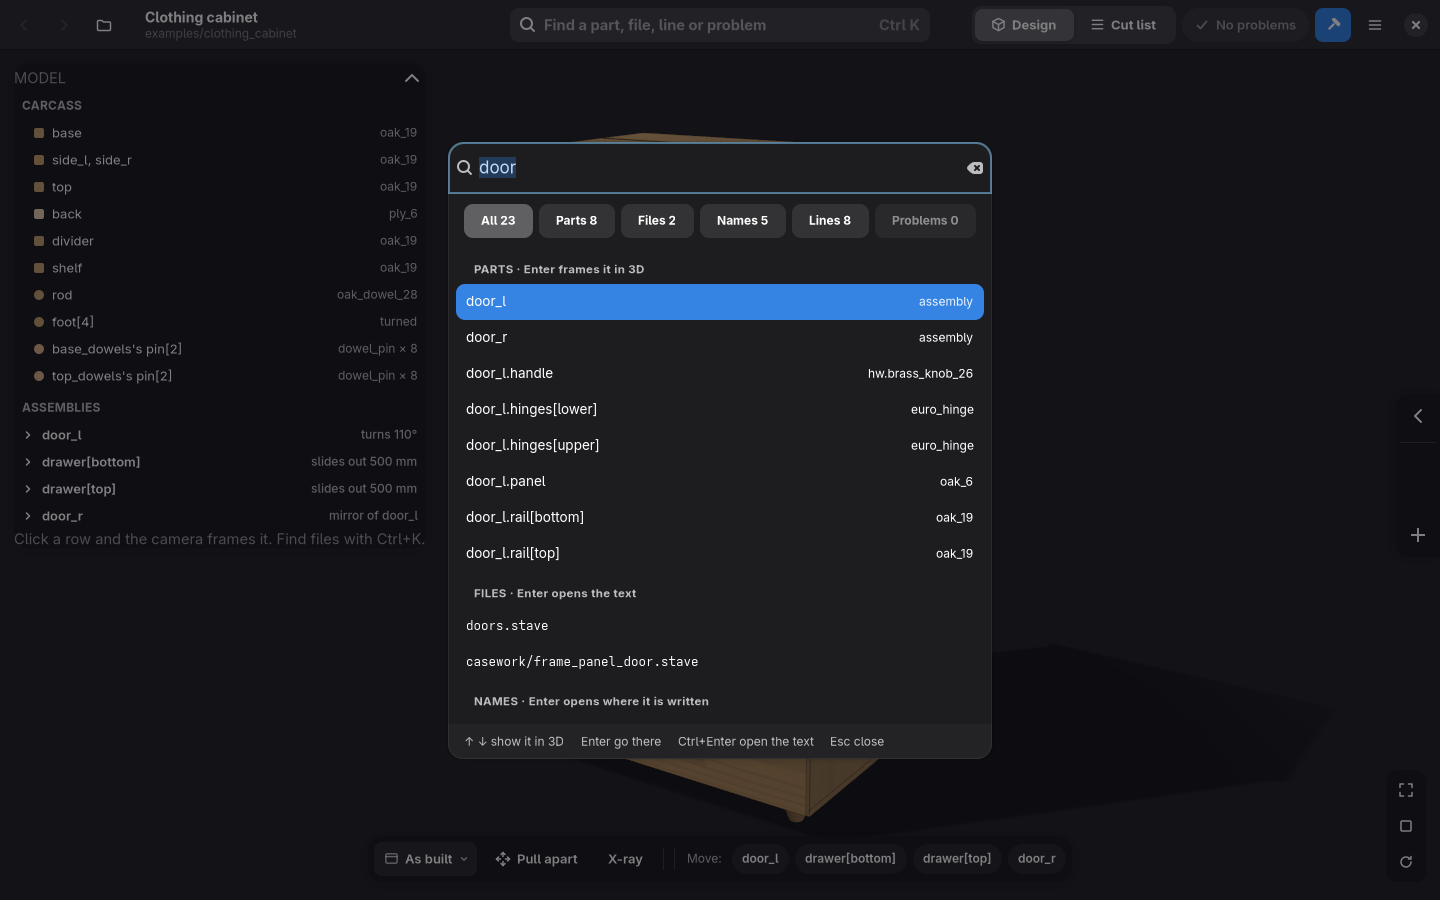 Clothing cabinet
examples/clothing_cabinet
Find a part, file, line or problem Ctrl K
Design
Cut list
No problems
MODEL
CARCASS
base oak_19
side_l, side_r oak_19
top oak_19
back ply_6
divider oak_19
shelf oak_19
rod oak_dowel_28
foot[4] turned
base_dowels's pin[2] dowel_pin × 8
top_dowels's pin[2] dowel_pin × 8
ASSEMBLIES
door_l turns 110°
drawer[bottom] slides out 500 mm
drawer[top] slides out 500 mm
door_r mirror of door_l
Click a row and the camera frames it. Find files with Ctrl+K.
door
All 23 Parts 8 Files 2 Names 5 Lines 8 Problems 0
PARTS · Enter frames it in 3D
door_l assembly
door_r assembly
door_l.handle hw.brass_knob_26
door_l.hinges[lower] euro_hinge
door_l.hinges[upper] euro_hinge
door_l.panel oak_6
door_l.rail[bottom] oak_19
door_l.rail[top] oak_19
FILES · Enter opens the text
doors.stave
casework/frame_panel_door.stave
NAMES · Enter opens where it is written
↑ ↓ show it in 3D Enter go there Ctrl+Enter open the text Esc close
As built Pull apart X-ray Move: door_l drawer[bottom] drawer[top] door_r